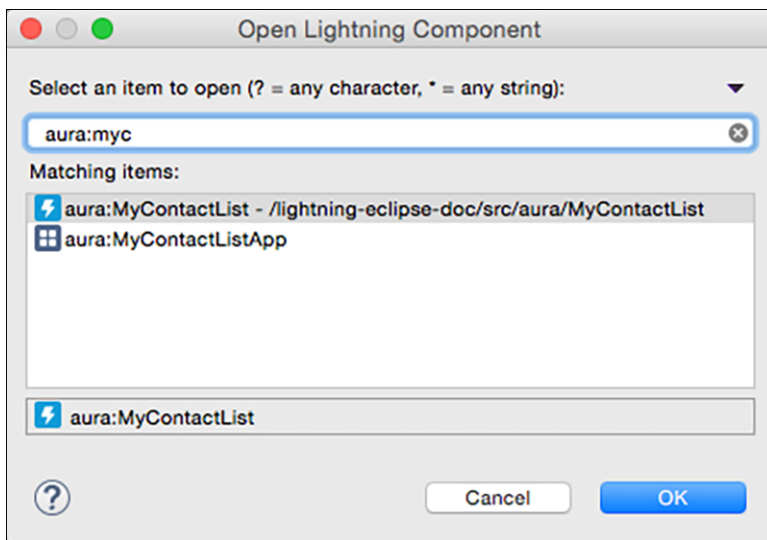 Open Lightning Component
Select an item to open (? = any character, * = any string):
aura:myc
Matching items:
aura:MyContactList - /lightning-eclipse-doc/src/aura/MyContactList
aura:MyContactListApp
aura:MyContactList
?
Cancel
OK